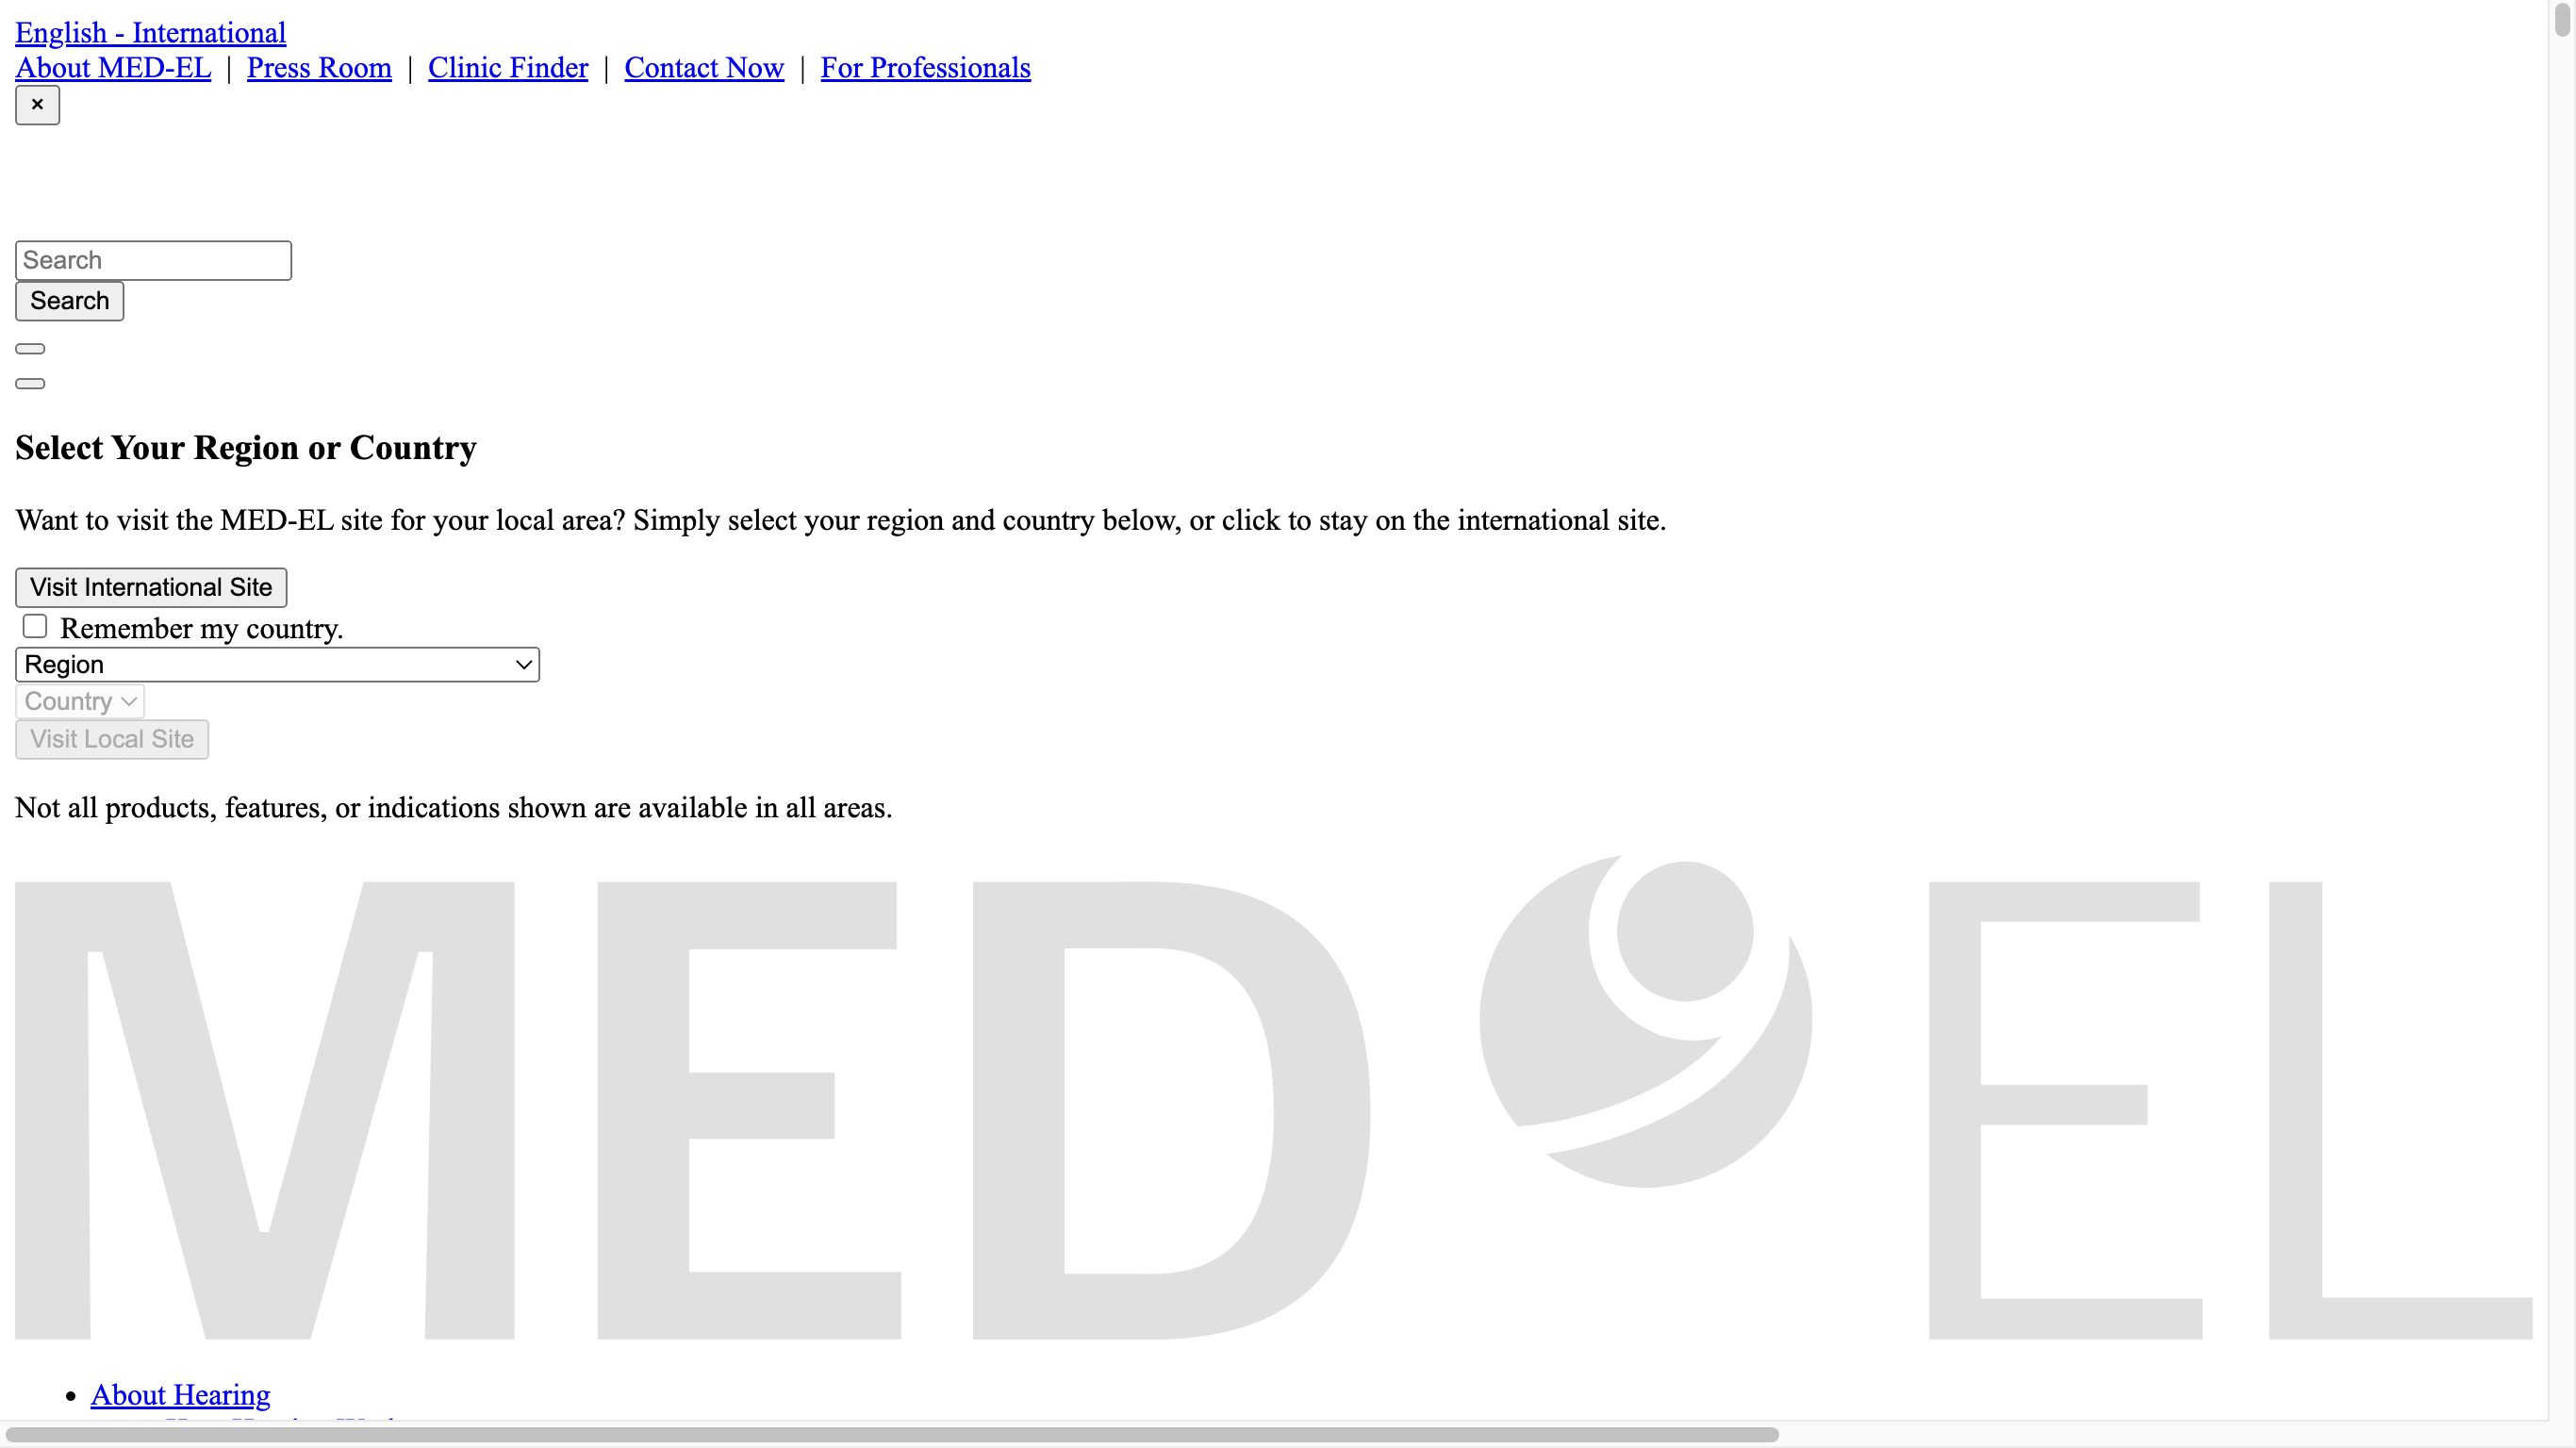 English - International
About MED-EL | Press Room | Clinic Finder | Contact Now | For Professionals
×
Search
Search
Select Your Region or Country
Want to visit the MED-EL site for your local area? Simply select your region and country below, or click to stay on the international site.
Visit International Site
Remember my country.
Region
Country
Visit Local Site
Not all products, features, or indications shown are available in all areas.
MED EL
About Hearing